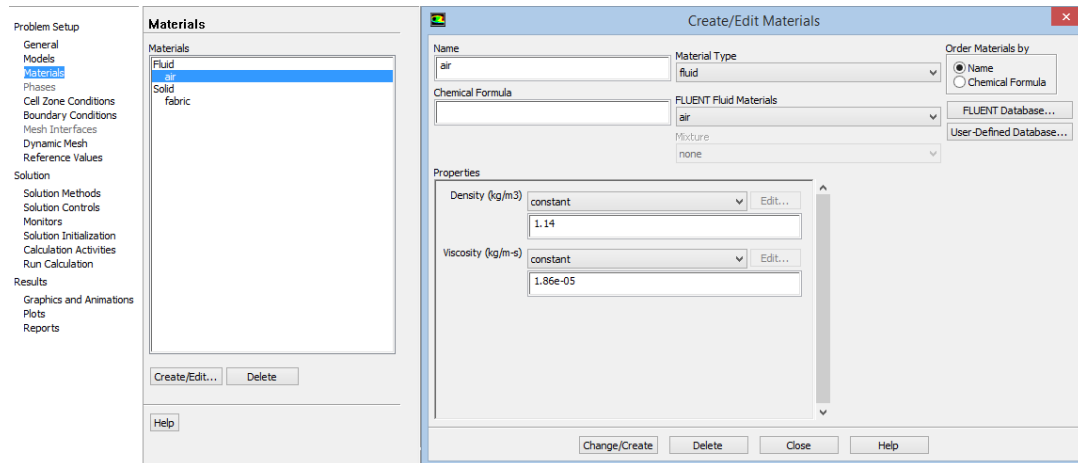 Problem Setup
General
Models
Materials
Phases
Cell Zone Conditions
Boundary Conditions
Mesh Interfaces
Dynamic Mesh
Reference Values
Solution
Solution Methods
Solution Controls
Monitors
Solution Initialization
Calculation Activities
Run Calculation
Results
Graphics and Animations
Plots
Reports
Materials
Materials
Fluid
air
Solid
fabric
Create/Edit... Delete
Help
Create/Edit Materials
Name
air
Chemical Formula
Material Type
fluid
FLUENT Fluid Materials
air
Mixture
none
Order Materials by
Name
Chemical Formula
FLUENT Database...
User-Defined Database...
Properties
Density (kg/m3) constant Edit...
1.14
Viscosity (kg/m-s) constant Edit...
1.86e-05
Change/Create Delete Close Help